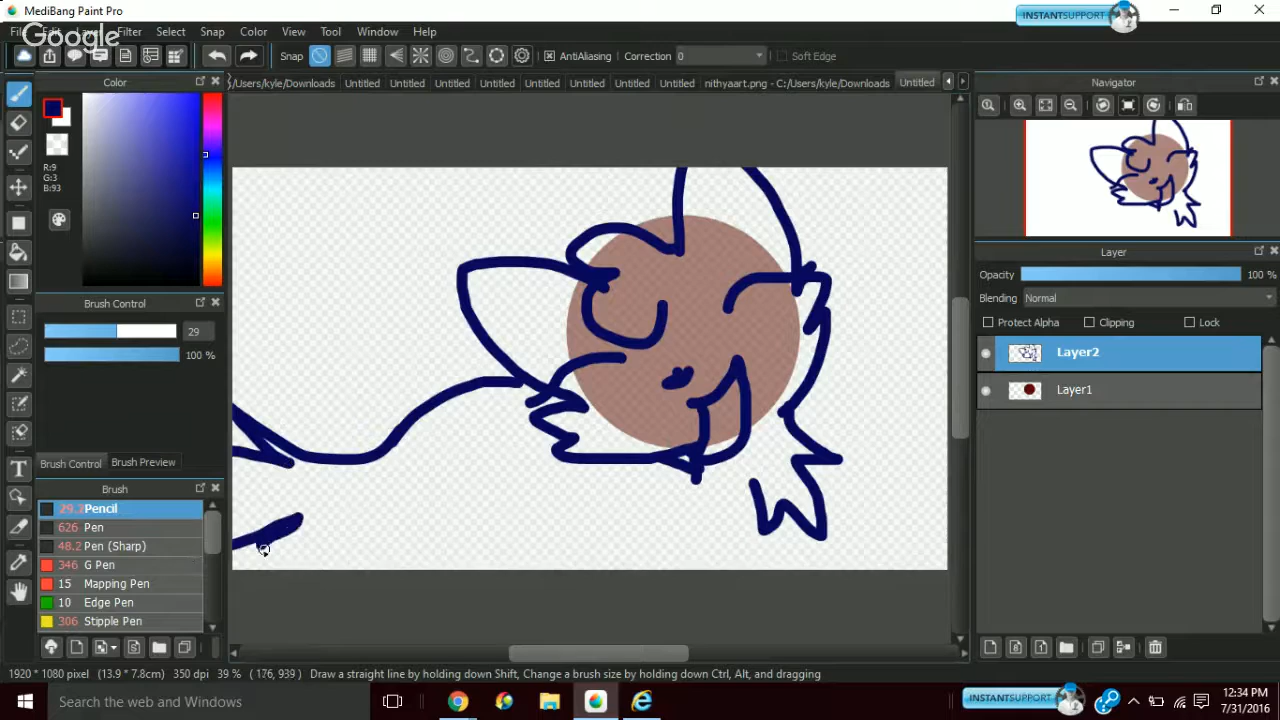 MediBang Paint Pro
INSTANTSUPPORT
File Edit Layer Filter Select Snap Color View Tool Window Help
Google
Snap AntiAliasing Correction 0 Soft Edge
Color
/Users/kyle/Downloads Untitled Untitled Untitled Untitled Untitled Untitled Untitled nithyaart.png - C:/Users/kyle/Downloads Untitled
Navigator
R:9
G:3
B:93
Layer
Opacity 100 %
Blending Normal
Protect Alpha Clipping Lock
Layer2
Layer1
Brush Control
29
100 %
Brush Control Brush Preview
Brush
29.2 Pencil
626 Pen
48.2 Pen (Sharp)
346 G Pen
15 Mapping Pen
10 Edge Pen
306 Stipple Pen
1920 * 1080 pixel (13.9 * 7.8cm) 350 dpi 39 % ( 176, 939 ) Draw a straight line by holding down Shift, Change a brush size by holding down Ctrl, Alt, and dragging
Search the web and Windows
INSTANTSUPPORT
12:34 PM
7/31/2016